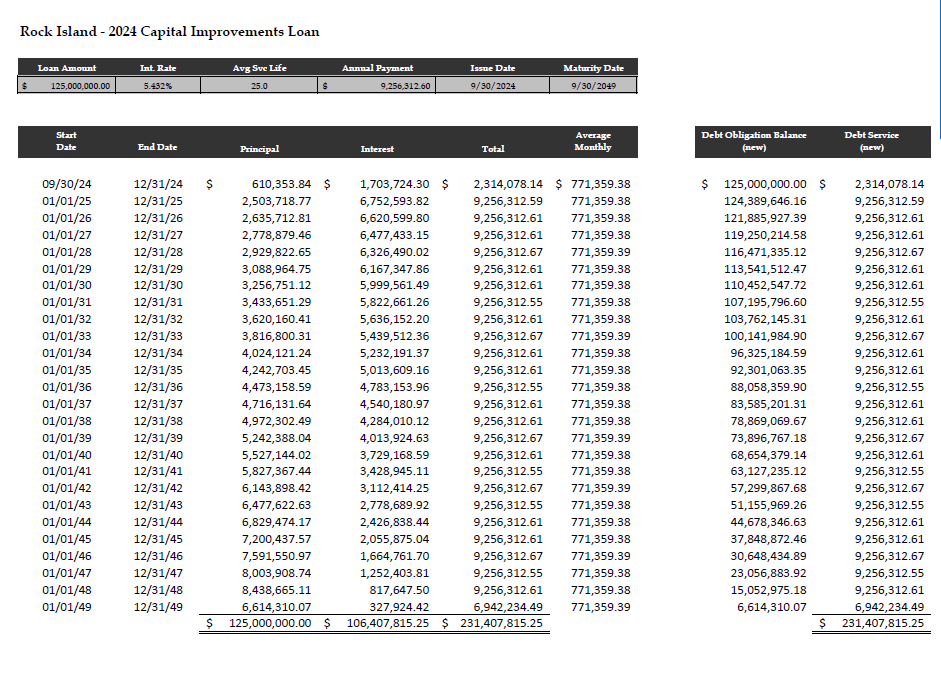 Rock Island - 2024 Capital Improvements Loan
Loan Amount Int. Rate Avg Svc Life Annual Payment Issue Date Maturity Date
$ 125,000,000.00 5.432% 25.0 $ 9,256,312.60 9/30/2024 9/30/2049
Start Average Debt Obligation Balance Debt Service
Date End Date Principal Interest Total Monthly (new) (new)
09/30/24 12/31/24 $ 610,353.84 $ 1,703,724.30 $ 2,314,078.14 $ 771,359.38 $ 125,000,000.00 $ 2,314,078.14
01/01/25 12/31/25 2,503,718.77 6,752,593.82 9,256,312.59 771,359.38 124,389,646.16 9,256,312.59
01/01/26 12/31/26 2,635,712.81 6,620,599.80 9,256,312.61 771,359.38 121,885,927.39 9,256,312.61
01/01/27 12/31/27 2,778,879.46 6,477,433.15 9,256,312.61 771,359.38 119,250,214.58 9,256,312.61
01/01/28 12/31/28 2,929,822.65 6,326,490.02 9,256,312.67 771,359.39 116,471,335.12 9,256,312.67
01/01/29 12/31/29 3,088,964.75 6,167,347.86 9,256,312.61 771,359.38 113,541,512.47 9,256,312.61
01/01/30 12/31/30 3,256,751.12 5,999,561.49 9,256,312.61 771,359.38 110,452,547.72 9,256,312.61
01/01/31 12/31/31 3,433,651.29 5,822,661.26 9,256,312.55 771,359.38 107,195,796.60 9,256,312.55
01/01/32 12/31/32 3,620,160.41 5,636,152.20 9,256,312.61 771,359.38 103,762,145.31 9,256,312.61
01/01/33 12/31/33 3,816,800.31 5,439,512.36 9,256,312.67 771,359.39 100,141,984.90 9,256,312.67
01/01/34 12/31/34 4,024,121.24 5,232,191.37 9,256,312.61 771,359.38 96,325,184.59 9,256,312.61
01/01/35 12/31/35 4,242,703.45 5,013,609.16 9,256,312.61 771,359.38 92,301,063.35 9,256,312.61
01/01/36 12/31/36 4,473,158.59 4,783,153.96 9,256,312.55 771,359.38 88,058,359.90 9,256,312.55
01/01/37 12/31/37 4,716,131.64 4,540,180.97 9,256,312.61 771,359.38 83,585,201.31 9,256,312.61
01/01/38 12/31/38 4,972,302.49 4,284,010.12 9,256,312.61 771,359.38 78,869,069.67 9,256,312.61
01/01/39 12/31/39 5,242,388.04 4,013,924.63 9,256,312.67 771,359.39 73,896,767.18 9,256,312.67
01/01/40 12/31/40 5,527,144.02 3,729,168.59 9,256,312.61 771,359.38 68,654,379.14 9,256,312.61
01/01/41 12/31/41 5,827,367.44 3,428,945.11 9,256,312.55 771,359.38 63,127,235.12 9,256,312.55
01/01/42 12/31/42 6,143,898.42 3,112,414.25 9,256,312.67 771,359.39 57,299,867.68 9,256,312.67
01/01/43 12/31/43 6,477,622.63 2,778,689.92 9,256,312.55 771,359.38 51,155,969.26 9,256,312.55
01/01/44 12/31/44 6,829,474.17 2,426,838.44 9,256,312.61 771,359.38 44,678,346.63 9,256,312.61
01/01/45 12/31/45 7,200,437.57 2,055,875.04 9,256,312.61 771,359.38 37,848,872.46 9,256,312.61
01/01/46 12/31/46 7,591,550.97 1,664,761.70 9,256,312.67 771,359.39 30,648,434.89 9,256,312.67
01/01/47 12/31/47 8,003,908.74 1,252,403.81 9,256,312.55 771,359.38 23,056,883.92 9,256,312.55
01/01/48 12/31/48 8,438,665.11 817,647.50 9,256,312.61 771,359.38 15,052,975.18 9,256,312.61
01/01/49 12/31/49 6,614,310.07 327,924.42 6,942,234.49 771,359.39 6,614,310.07 6,942,234.49
$ 125,000,000.00 $ 106,407,815.25 $ 231,407,815.25 $ 231,407,815.25